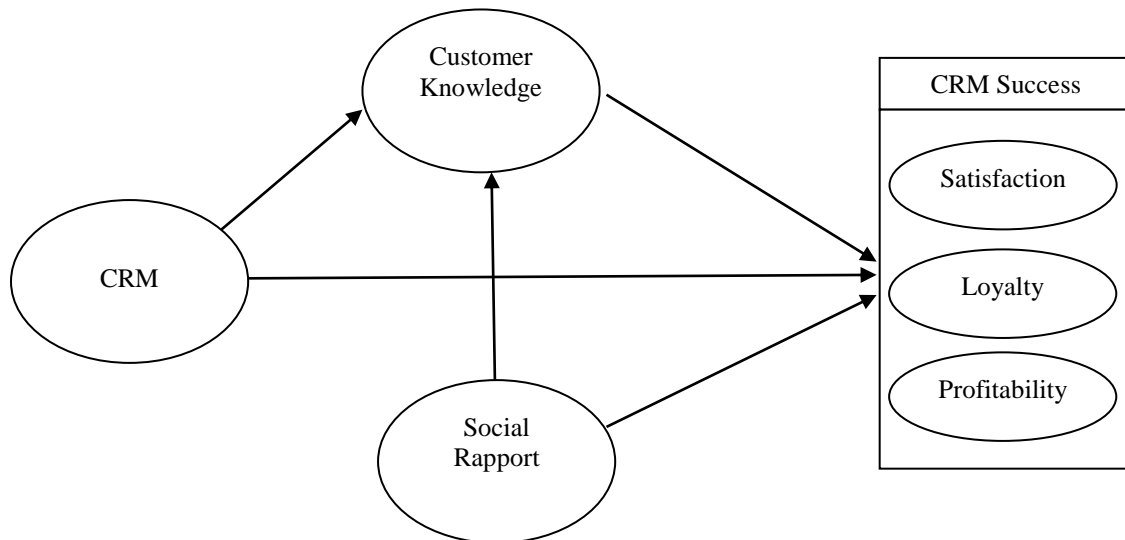 Customer
Knowledge
CRM Success
Satisfaction
CRM
Loyalty
Profitability
Social
Rapport